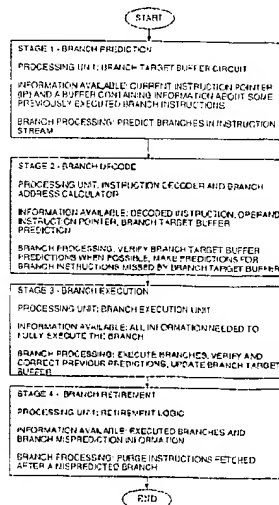 START
STAGE 1 - BRANCH PREDICTION
PROCESSING UNIT: BRANCH TARGET BUFFER CIRCUIT
INFORMATION AVAILABLE: CURRENT INSTRUCTION POINTER
(IP) AND A BUFFER CONTAINING INFORMATION ABOUT SOME
PREVIOUSLY EXECUTED BRANCH INSTRUCTIONS
BRANCH PROCESSING: PREDICT BRANCHES IN INSTRUCTION
STREAM
STAGE 2 - BRANCH DECODE
PROCESSING UNIT: INSTRUCTION DECODER AND BRANCH
ADDRESS CALCULATOR
INFORMATION AVAILABLE: DECODED INSTRUCTION, OPERAND,
INSTRUCTION POINTER, BRANCH TARGET BUFFER
PREDICTION
BRANCH PROCESSING: VERIFY BRANCH TARGET BUFFER
PREDICTIONS WHEN POSSIBLE, MAKE PREDICTIONS FOR
BRANCH INSTRUCTIONS MISSED BY BRANCH TARGET BUFFER
STAGE 3 - BRANCH EXECUTION
PROCESSING UNIT: BRANCH EXECUTION UNIT
INFORMATION AVAILABLE: ALL INFORMATION NEEDED TO
FULLY EXECUTE THE BRANCH
BRANCH PROCESSING: EXECUTE BRANCHES, VERIFY AND
CORRECT PREVIOUS PREDICTIONS, UPDATE BRANCH TARGET
BUFFER
STAGE 4 - BRANCH RETIREMENT
PROCESSING UNIT: RETIREMENT LOGIC
INFORMATION AVAILABLE: EXECUTED BRANCHES AND
BRANCH MISPREDICTION INFORMATION
BRANCH PROCESSING: PURGE INSTRUCTIONS FETCHED
AFTER A MISPREDICTED BRANCH
END